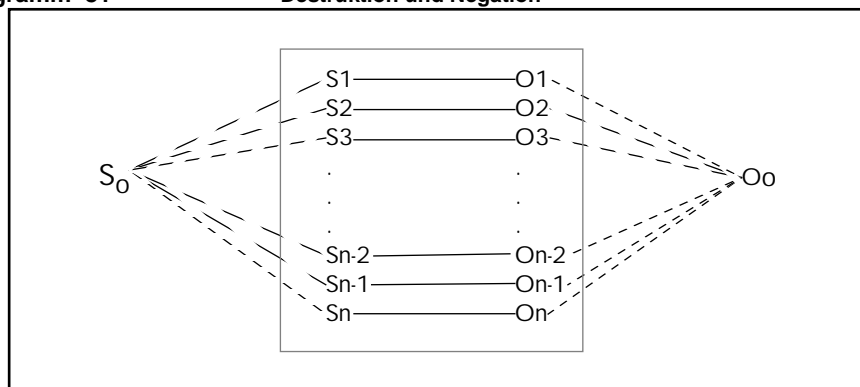 Destruktion und Negation
S1 O1
S2 O2
S3 O3
So Oo
. .
. .
. .
Sn-2 On-2
Sn-1 On-1
Sn On